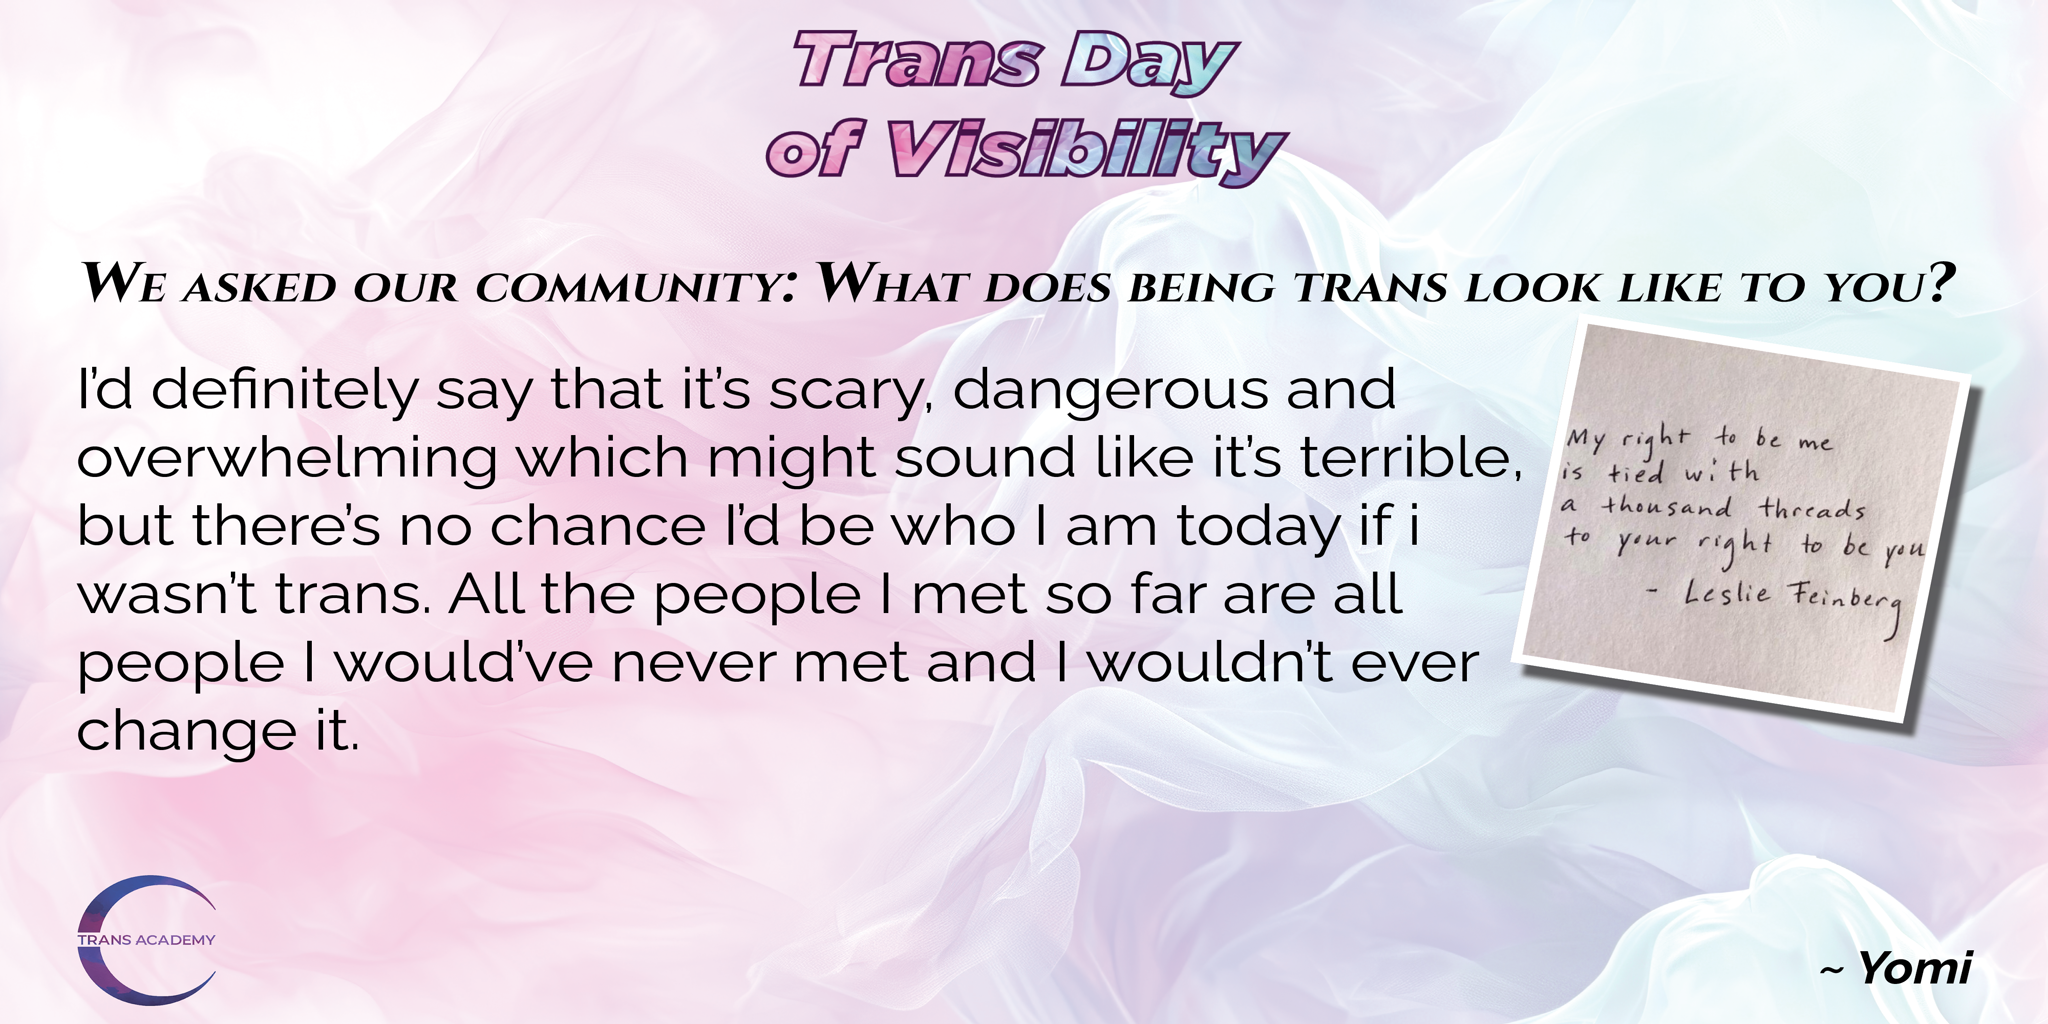 Trans Day
of Visibility
We asked our community: What does being trans look like to you?
I'd definitely say that it's scary, dangerous and
overwhelming which might sound like it's terrible,
but there's no chance I'd be who I am today if i
wasn't trans. All the people I met so far are all
people I would've never met and I wouldn't ever
change it.
My right to be me
is tied with
a thousand threads
to your right to be you
- Leslie Feinberg
TRANS ACADEMY
~ Yomi